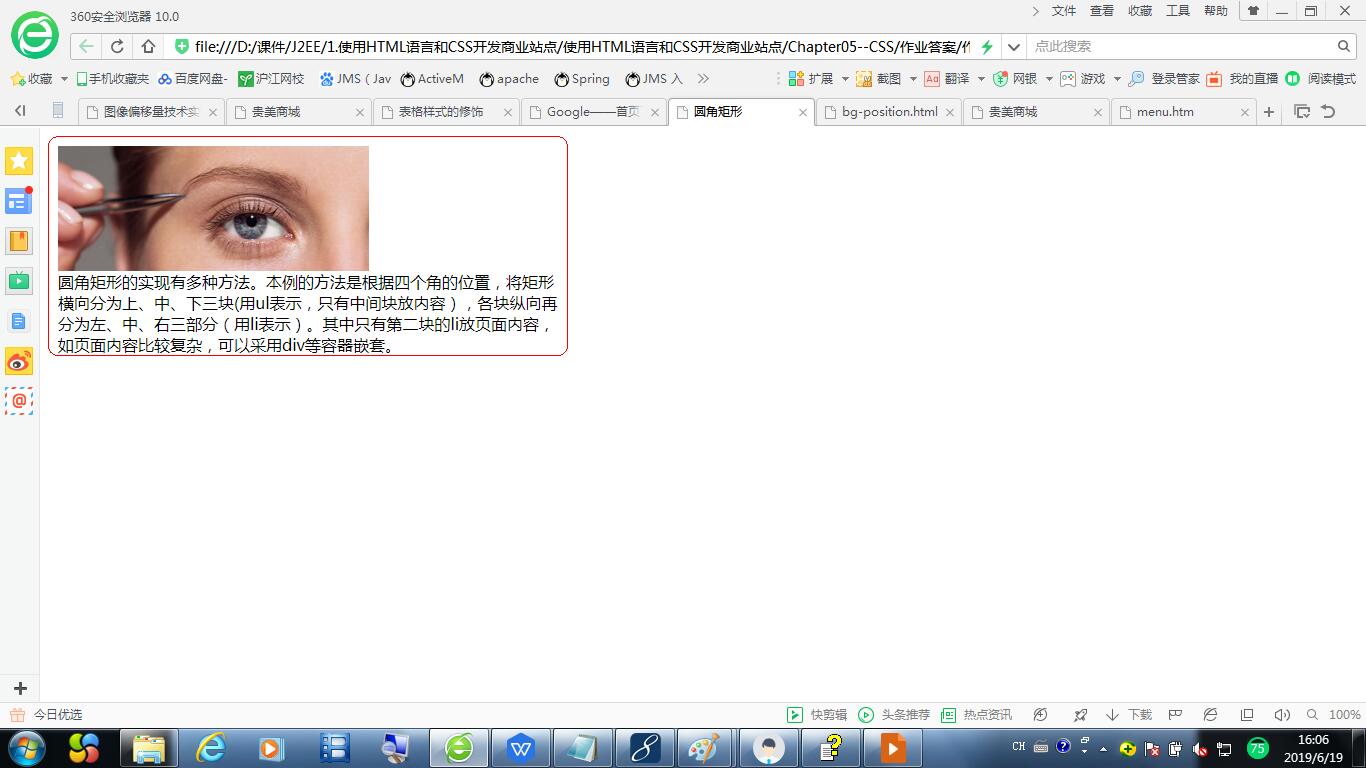 360安全浏览器 10.0
文件 查看 收藏 工具 帮助
file:///D:/课件/J2EE/1.使用HTML语言和CSS开发商业站点/使用HTML语言和CSS开发商业站点/Chapter05--CSS/作业答案/
点此搜索
收藏 手机收藏夹 百度网盘- 沪江网校 JMS ( Jav ActiveM apache Spring JMS 入 扩展 截图 Ad 翻译 网银 游戏 登录管家 我的直播 阅读模式
图像偏移量技术实 贵美商城 表格样式的修饰 Google——首页 圆角矩形 bg-position.html 贵美商城 menu.htm
圆角矩形的实现有多种方法。本例的方法是根据四个角的位置，将矩形
横向分为上、中、下三块(用ul表示，只有中间块放内容），各块纵向再
分为左、中、右三部分（用li表示）。其中只有第二块的li放页面内容，
如页面内容比较复杂，可以采用div等容器嵌套。
今日优选
快剪辑 头条推荐 热点资讯 下载 100%
CH 75 16:06
2019/6/19